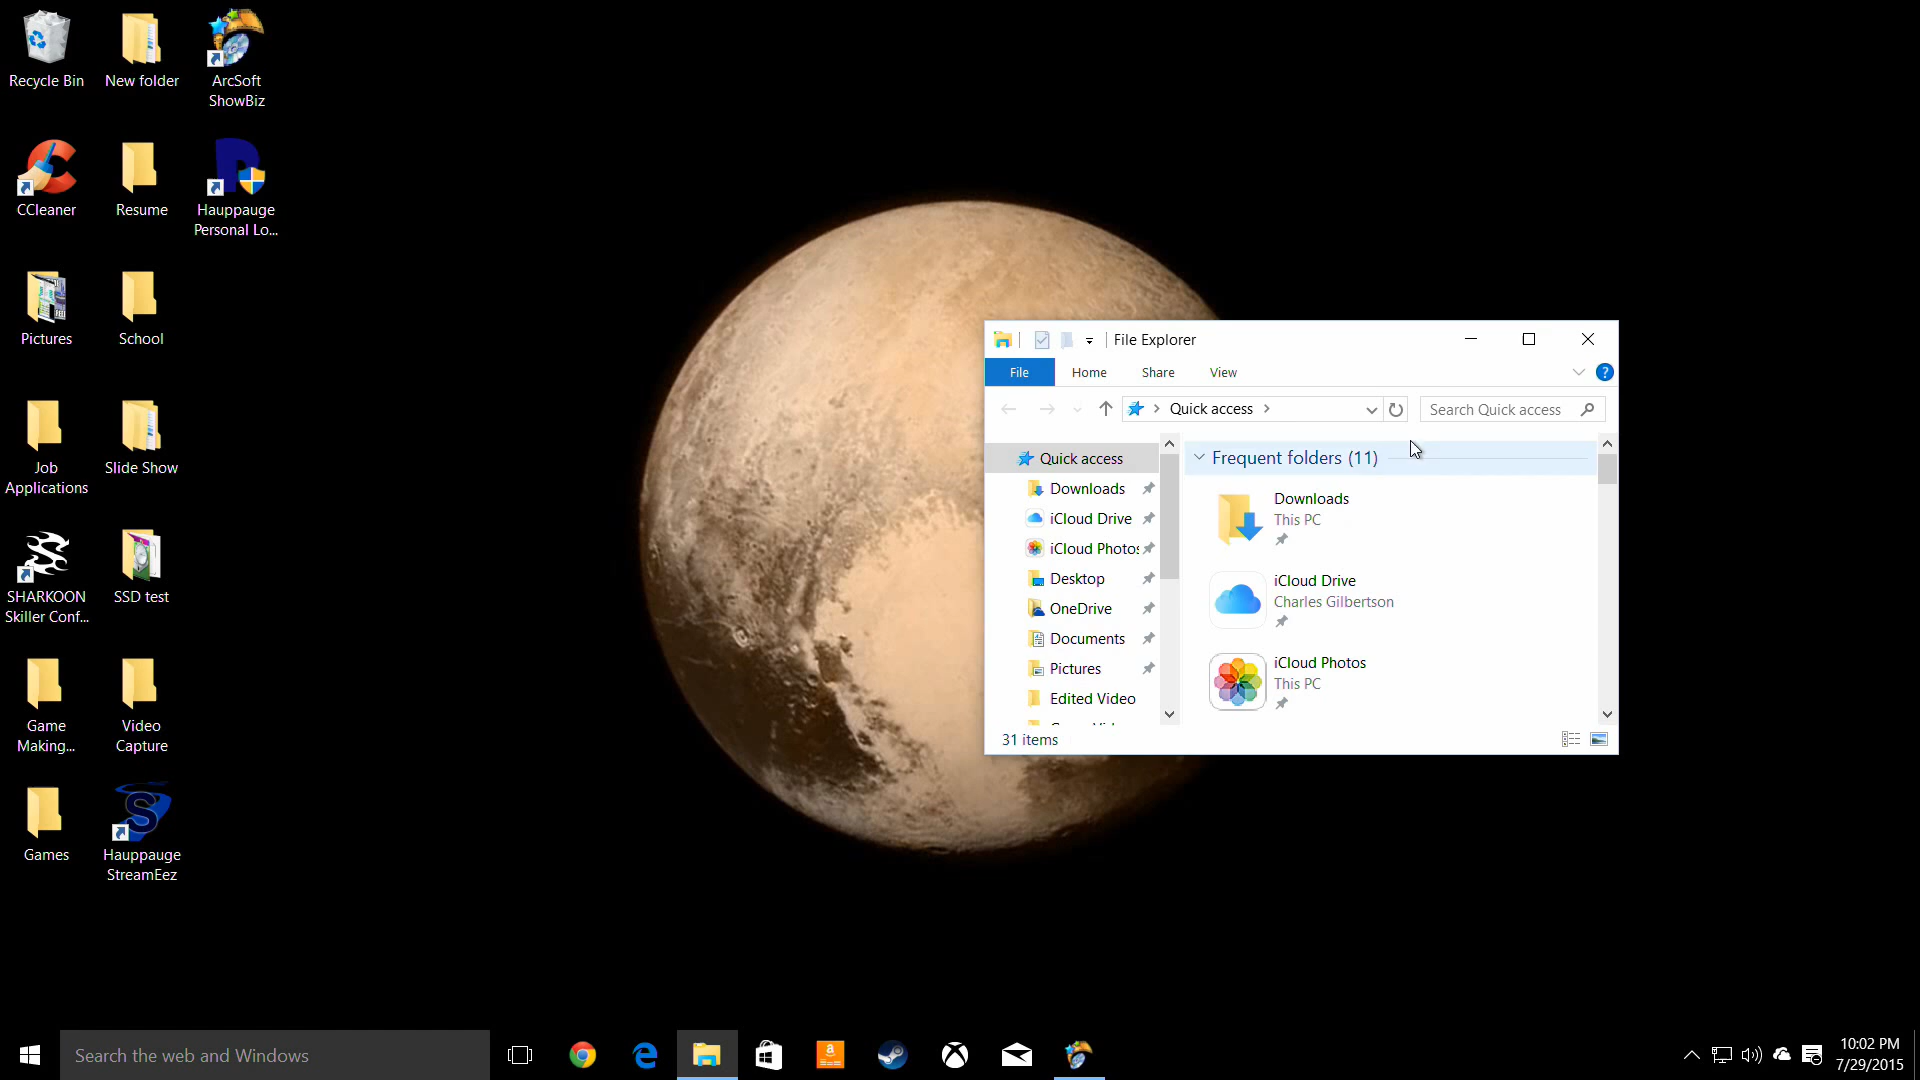 Recycle Bin
New folder
ArcSoft
ShowBiz
CCleaner
Resume
Hauppauge
Personal Lo...
Pictures
School
Job
Applications
Slide Show
SHARKOON
Skiller Conf...
SSD test
Game
Making...
Video
Capture
Games
Hauppauge
StreamEez
File Explorer
File
Home
Share
View
?
Quick access
Search Quick access
Quick access
Downloads
iCloud Drive
iCloud Photos
Desktop
OneDrive
Documents
Pictures
Edited Video
Frequent folders (11)
Downloads
This PC
iCloud Drive
Charles Gilbertson
iCloud Photos
This PC
31 items
Search the web and Windows
10:02 PM
7/29/2015